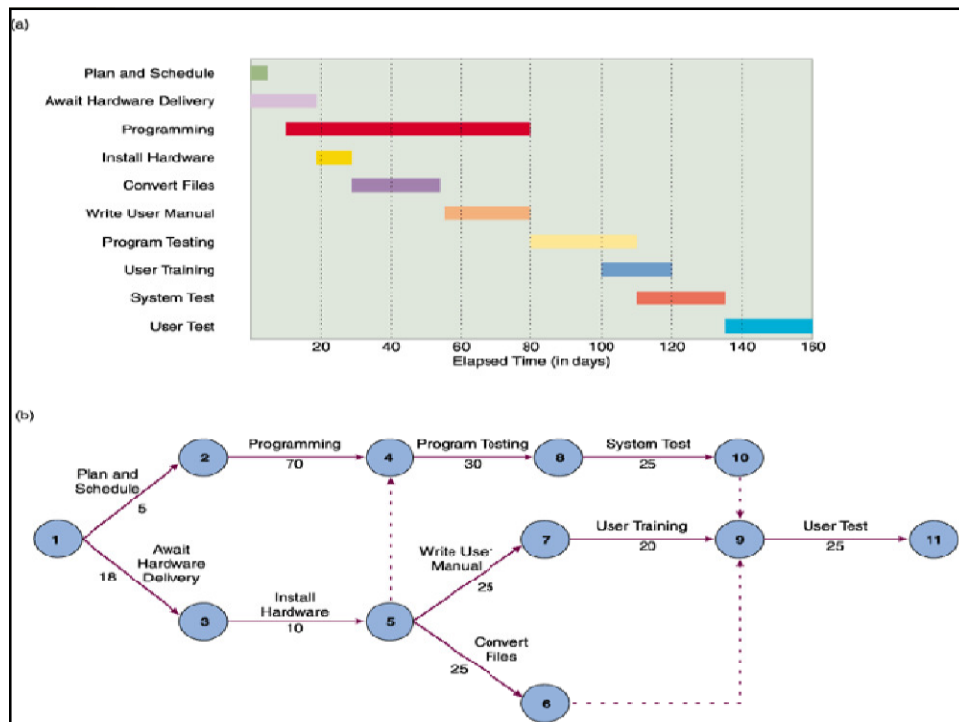 (a)
Plan and Schedule
Await Hardware Delivery
Programming
Install Hardware
Convert Files
Write User Manual
Program Testing
User Training
System Test
User Test
20 40 60 80 100 120 140 160
Elapsed Time (in days)
(b)
2 Programming 70 4 Program Testing 30 8 System Test 25 10
Plan and
Schedule
5
1
Await
Hardware
Delivery
18
3
Install
Hardware
10
5
Write User
Manual
25
7
User Training
20
9
User Test
25
11
Convert
Files
25
6